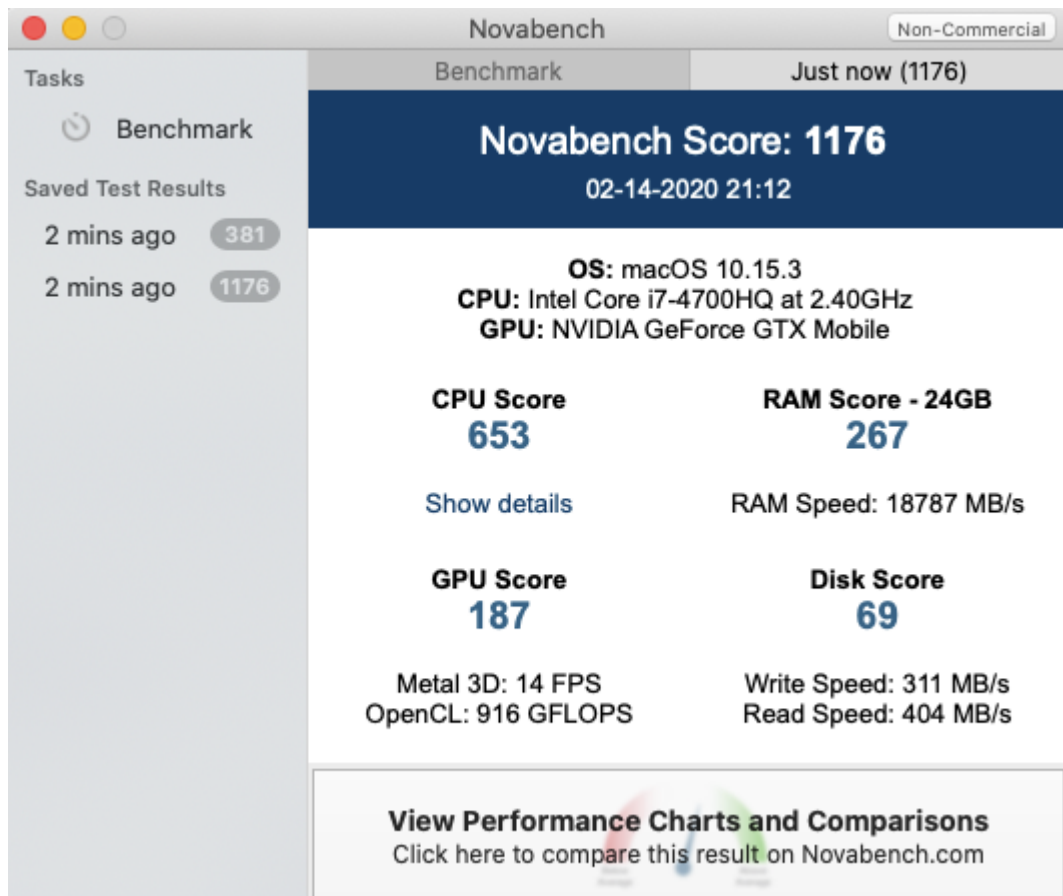 Novabench
Non-Commercial
Tasks
Benchmark
Saved Test Results
2 mins ago 381
2 mins ago 1176
Benchmark
Just now (1176)
Novabench Score: 1176
02-14-2020 21:12
OS: macOS 10.15.3
CPU: Intel Core i7-4700HQ at 2.40GHz
GPU: NVIDIA GeForce GTX Mobile
CPU Score
653
Show details
RAM Score - 24GB
267
RAM Speed: 18787 MB/s
GPU Score
187
Metal 3D: 14 FPS
OpenCL: 916 GFLOPS
Disk Score
69
Write Speed: 311 MB/s
Read Speed: 404 MB/s
View Performance Charts and Comparisons
Click here to compare this result on Novabench.com